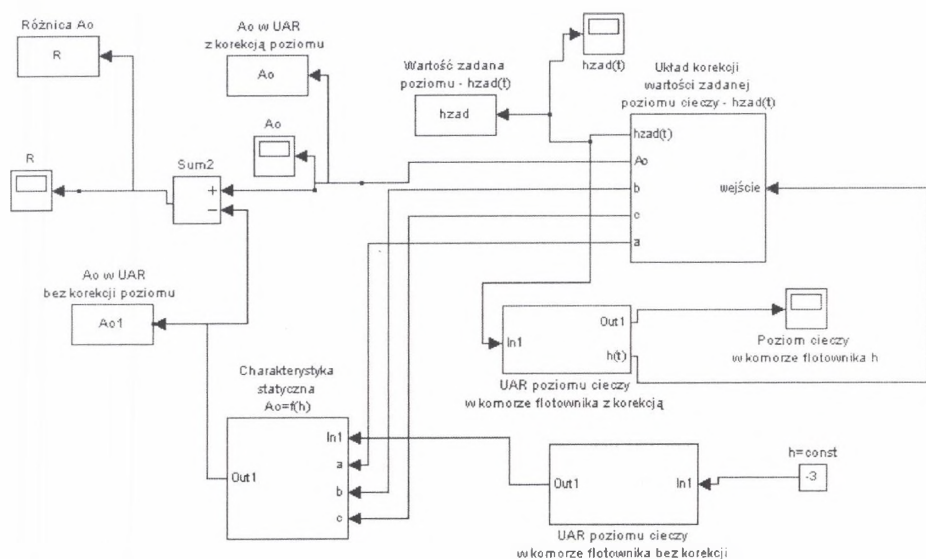 Różnica Ao
R
Ao w UAR
z korekcją poziomu
Ao
Wartość zadana
poziomu - hzad(t)
hzad
hzad(t)
Układ korekcji
wartości zadanej
poziomu cieczy - hzad(t)
hzad(t)
Ao
b
c
a
wejście
R
Sum2
+
−
Ao
Ao w UAR
bez korekcji poziomu
Ao1
In1
Out1
h(t)
UAR poziomu cieczy
w komorze flotownika z korekcją
Poziom cieczy
w komorze flotownika h
Charakterystyka
statyczna
Ao=f(h)
Out1
In1
a
b
c
Out1
In1
UAR poziomu cieczy
w komorze flotownika bez korekcji
h=const
-3